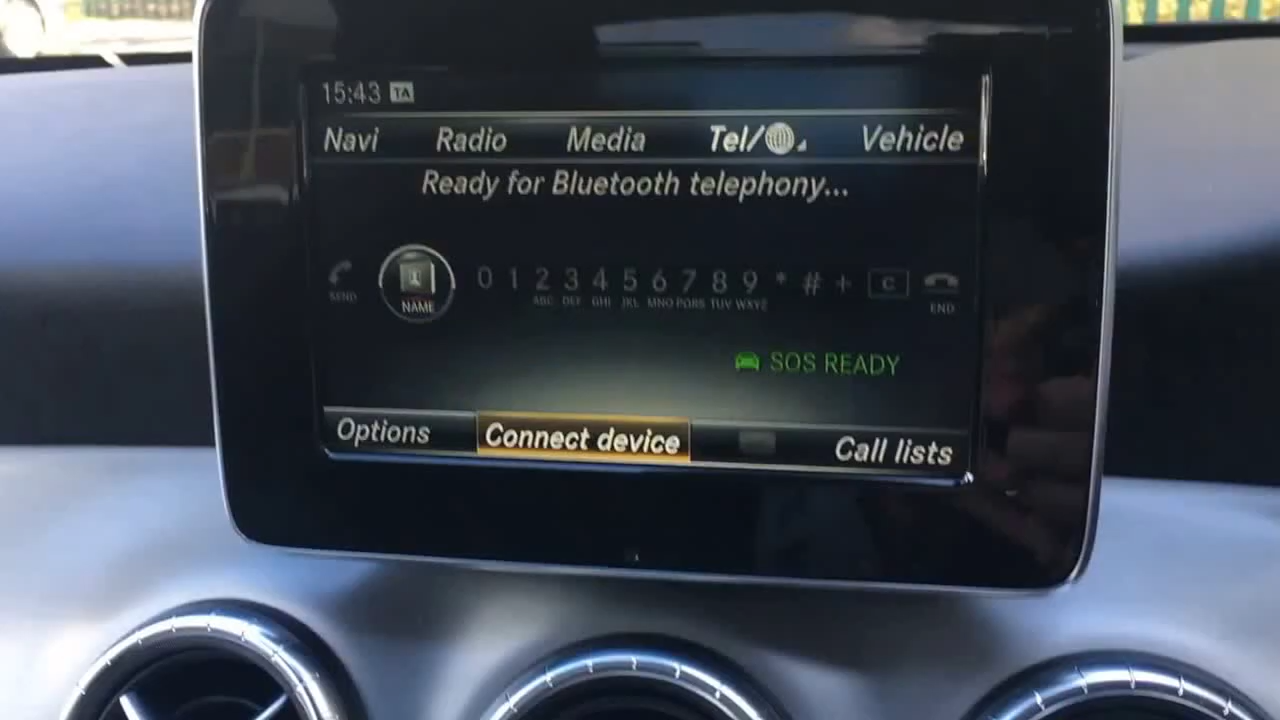 15:43 TA
Navi Radio Media Tel/ Vehicle
Ready for Bluetooth telephony...
0 1 2 3 4 5 6 7 8 9 * # + C
SEND NAME ABC DEF GHI JKL MNO PQRS TUV WXYZ END
SOS READY
Options Connect device Call lists